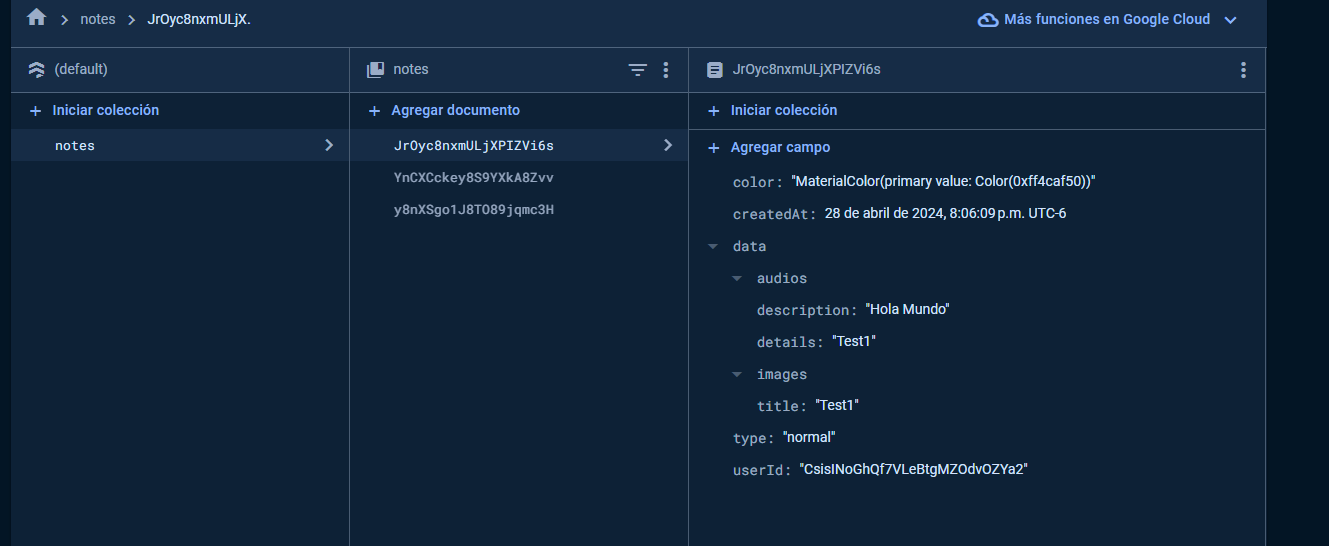 notes JrOyc8nxmULjX. Más funciones en Google Cloud
(default) notes JrOyc8nxmULjXPIZVi6s
Iniciar colección Agregar documento Iniciar colección
notes JrOyc8nxmULjXPIZVi6s Agregar campo
YnCXCckey8S9YXkA8Zvv
y8nXSgo1J8TO89jqmc3H
color: "MaterialColor(primary value: Color(0xff4caf50))"
createdAt: 28 de abril de 2024, 8:06:09 p.m. UTC-6
data
audios
description: "Hola Mundo"
details: "Test1"
images
title: "Test1"
type: "normal"
userId: "CsisINoGhQf7VLeBtgMZOdvOZYa2"